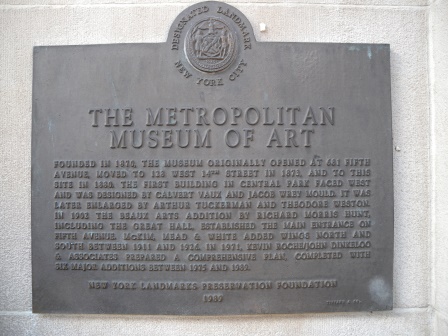 DESIGNATED LANDMARK
NEW YORK CITY
THE METROPOLITAN
MUSEUM OF ART
FOUNDED IN 1870, THE MUSEUM ORIGINALLY OPENED AT 681 FIFTH
AVENUE, MOVED TO 128 WEST 14TH STREET IN 1873, AND TO THIS
SITE IN 1880. THE FIRST BUILDING IN CENTRAL PARK FACED WEST
AND WAS DESIGNED BY CALVERT VAUX AND JACOB WREY MOULD. IT WAS
LATER ENLARGED BY ARTHUR TUCKERMAN AND THEODORE WESTON.
IN 1902 THE BEAUX ARTS ADDITION BY RICHARD MORRIS HUNT,
INCLUDING THE GREAT HALL, ESTABLISHED THE MAIN ENTRANCE ON
FIFTH AVENUE. MCKIM, MEAD & WHITE ADDED WINGS NORTH AND
SOUTH BETWEEN 1911 AND 1926. IN 1971, KEVIN ROCHE/JOHN DINKELOO
& ASSOCIATES PREPARED A COMPREHENSIVE PLAN, COMPLETED WITH
SIX MAJOR ADDITIONS BETWEEN 1975 AND 1989.
NEW YORK LANDMARKS PRESERVATION FOUNDATION
1989